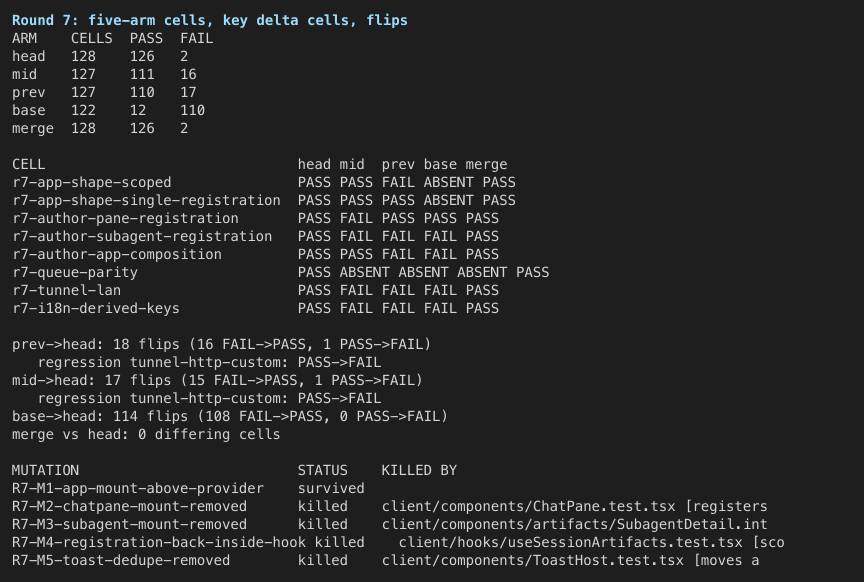 Round 7: five-arm cells, key delta cells, flips
ARM CELLS PASS FAIL
head 128 126 2
mid 127 111 16
prev 127 110 17
base 122 12 110
merge 128 126 2
CELL head mid prev base merge
r7-app-shape-scoped PASS PASS FAIL ABSENT PASS
r7-app-shape-single-registration PASS PASS PASS ABSENT PASS
r7-author-pane-registration PASS FAIL PASS PASS PASS
r7-author-subagent-registration PASS FAIL FAIL FAIL PASS
r7-author-app-composition PASS FAIL FAIL FAIL PASS
r7-queue-parity PASS ABSENT ABSENT ABSENT PASS
r7-tunnel-lan PASS FAIL FAIL FAIL PASS
r7-i18n-derived-keys PASS FAIL FAIL FAIL PASS
prev->head: 18 flips (16 FAIL->PASS, 1 PASS->FAIL)
regression tunnel-http-custom: PASS->FAIL
mid->head: 17 flips (15 FAIL->PASS, 1 PASS->FAIL)
regression tunnel-http-custom: PASS->FAIL
base->head: 114 flips (108 FAIL->PASS, 0 PASS->FAIL)
merge vs head: 0 differing cells
MUTATION STATUS KILLED BY
R7-M1-app-mount-above-provider survived
R7-M2-chatpane-mount-removed killed client/components/ChatPane.test.tsx [registers
R7-M3-subagent-mount-removed killed client/components/artifacts/SubagentDetail.int
R7-M4-registration-back-inside-hook killed client/hooks/useSessionArtifacts.test.tsx [sco
R7-M5-toast-dedupe-removed killed client/components/ToastHost.test.tsx [moves a